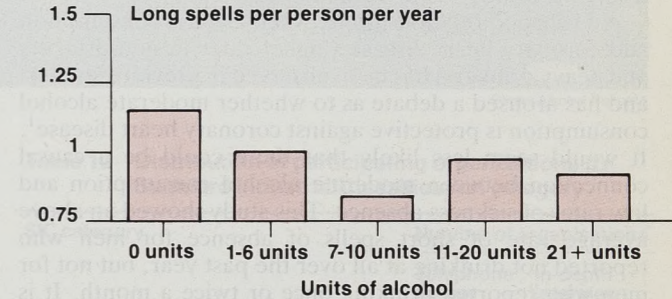 Long spells per person per year
1.5
1.25
1
0.75
0 units 1-6 units 7-10 units 11-20 units 21+ units
Units of alcohol